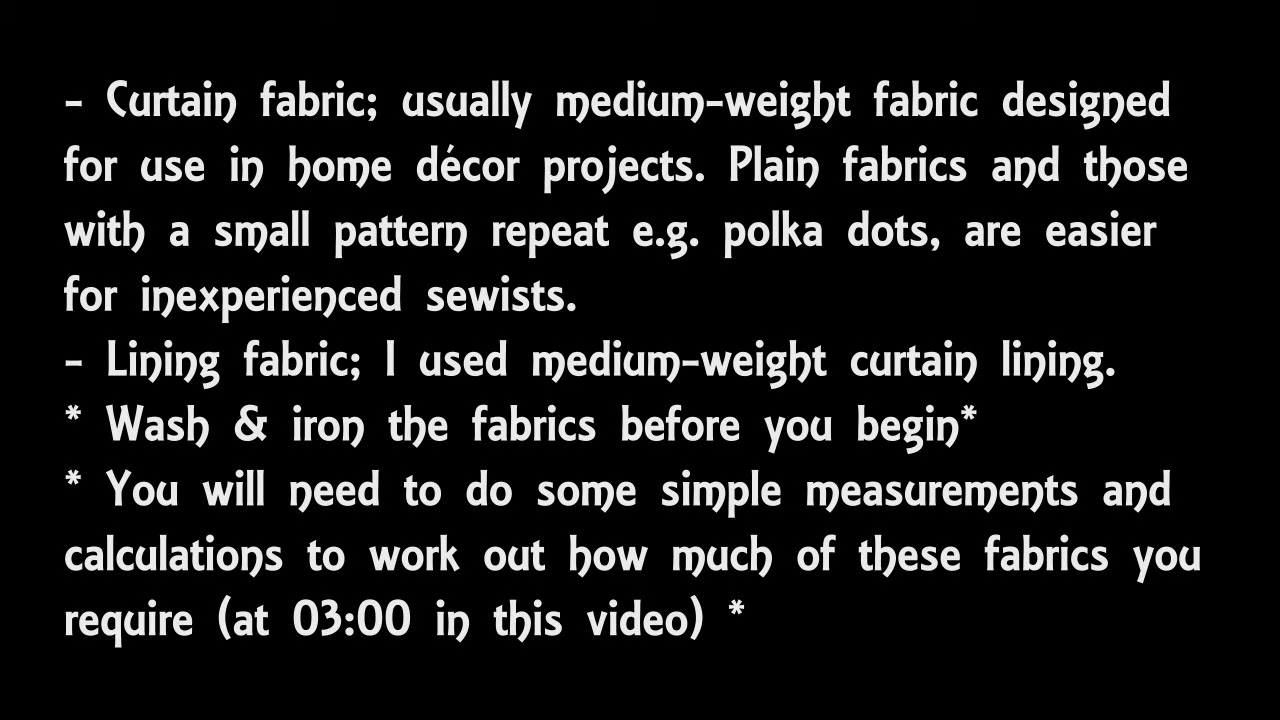 - Curtain fabric; usually medium-weight fabric designed
for use in home décor projects. Plain fabrics and those
with a small pattern repeat e.g. polka dots, are easier
for inexperienced sewists.
- Lining fabric; I used medium-weight curtain lining.
* Wash & iron the fabrics before you begin*
* You will need to do some simple measurements and
calculations to work out how much of these fabrics you
require (at 03:00 in this video) *